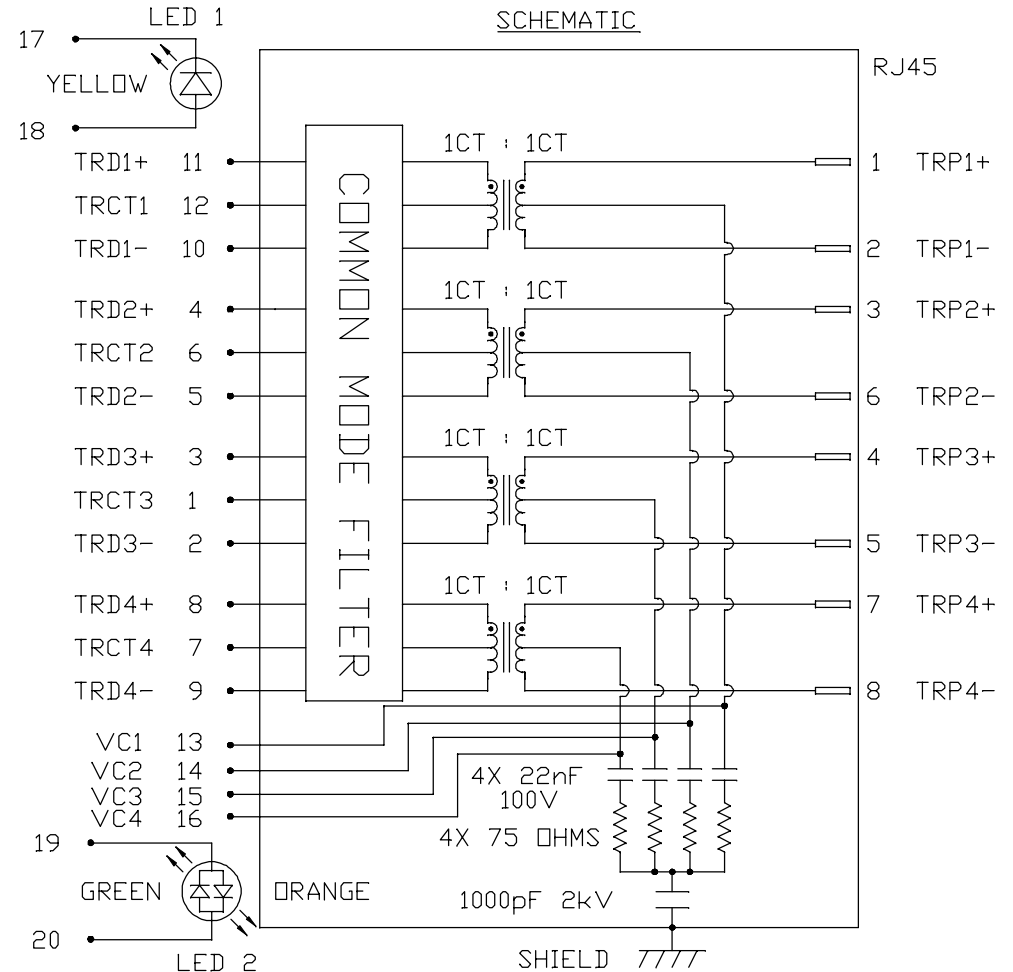 LED 1
SCHEMATIC
17
RJ45
YELLOW
18
1CT : 1CT
TRD1+ 11
1 TRP1+
TRCT1 12
TRD1- 10
2 TRP1-
1CT : 1CT
TRD2+ 4
3 TRP2+
TRCT2 6
TRD2- 5
6 TRP2-
COMMON MODE FILTER
1CT : 1CT
TRD3+ 3
4 TRP3+
TRCT3 1
TRD3- 2
5 TRP3-
1CT : 1CT
TRD4+ 8
7 TRP4+
TRCT4 7
TRD4- 9
8 TRP4-
VC1 13
VC2 14
VC3 15
VC4 16
4X 22nF
100V
4X 75 OHMS
19
GREEN
ORANGE
1000pF 2kV
20
LED 2
SHIELD